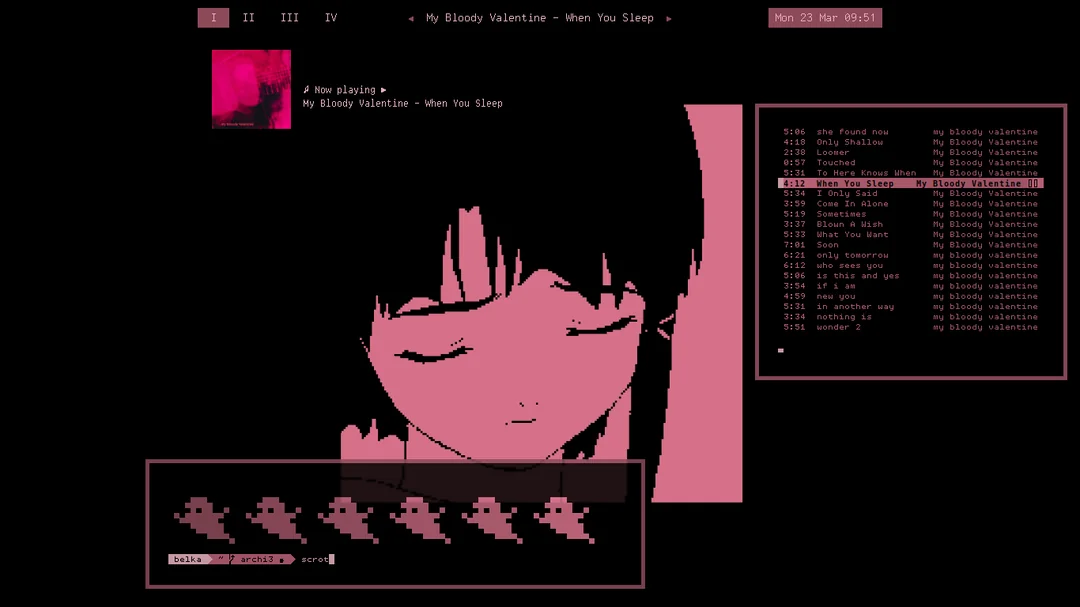 I II III IV
◂ My Bloody Valentine - When You Sleep ▸
Mon 23 Mar 09:51
♫ Now playing ▶
My Bloody Valentine - When You Sleep
5:06 she found now my bloody valentine
4:18 Only Shallow My Bloody Valentine
2:38 Loomer My Bloody Valentine
0:57 Touched My Bloody Valentine
5:31 To Here Knows When My Bloody Valentine
4:12 When You Sleep My Bloody Valentine
5:34 I Only Said My Bloody Valentine
3:59 Come In Alone My Bloody Valentine
5:19 Sometimes My Bloody Valentine
3:37 Blown A Wish My Bloody Valentine
5:33 What You Want My Bloody Valentine
7:01 Soon My Bloody Valentine
6:21 only tomorrow my bloody valentine
6:12 who sees you my bloody valentine
5:06 is this and yes my bloody valentine
3:54 if i am my bloody valentine
4:59 new you my bloody valentine
5:31 in another way my bloody valentine
3:34 nothing is my bloody valentine
5:51 wonder 2 my bloody valentine
belka ~ archi3 scrot